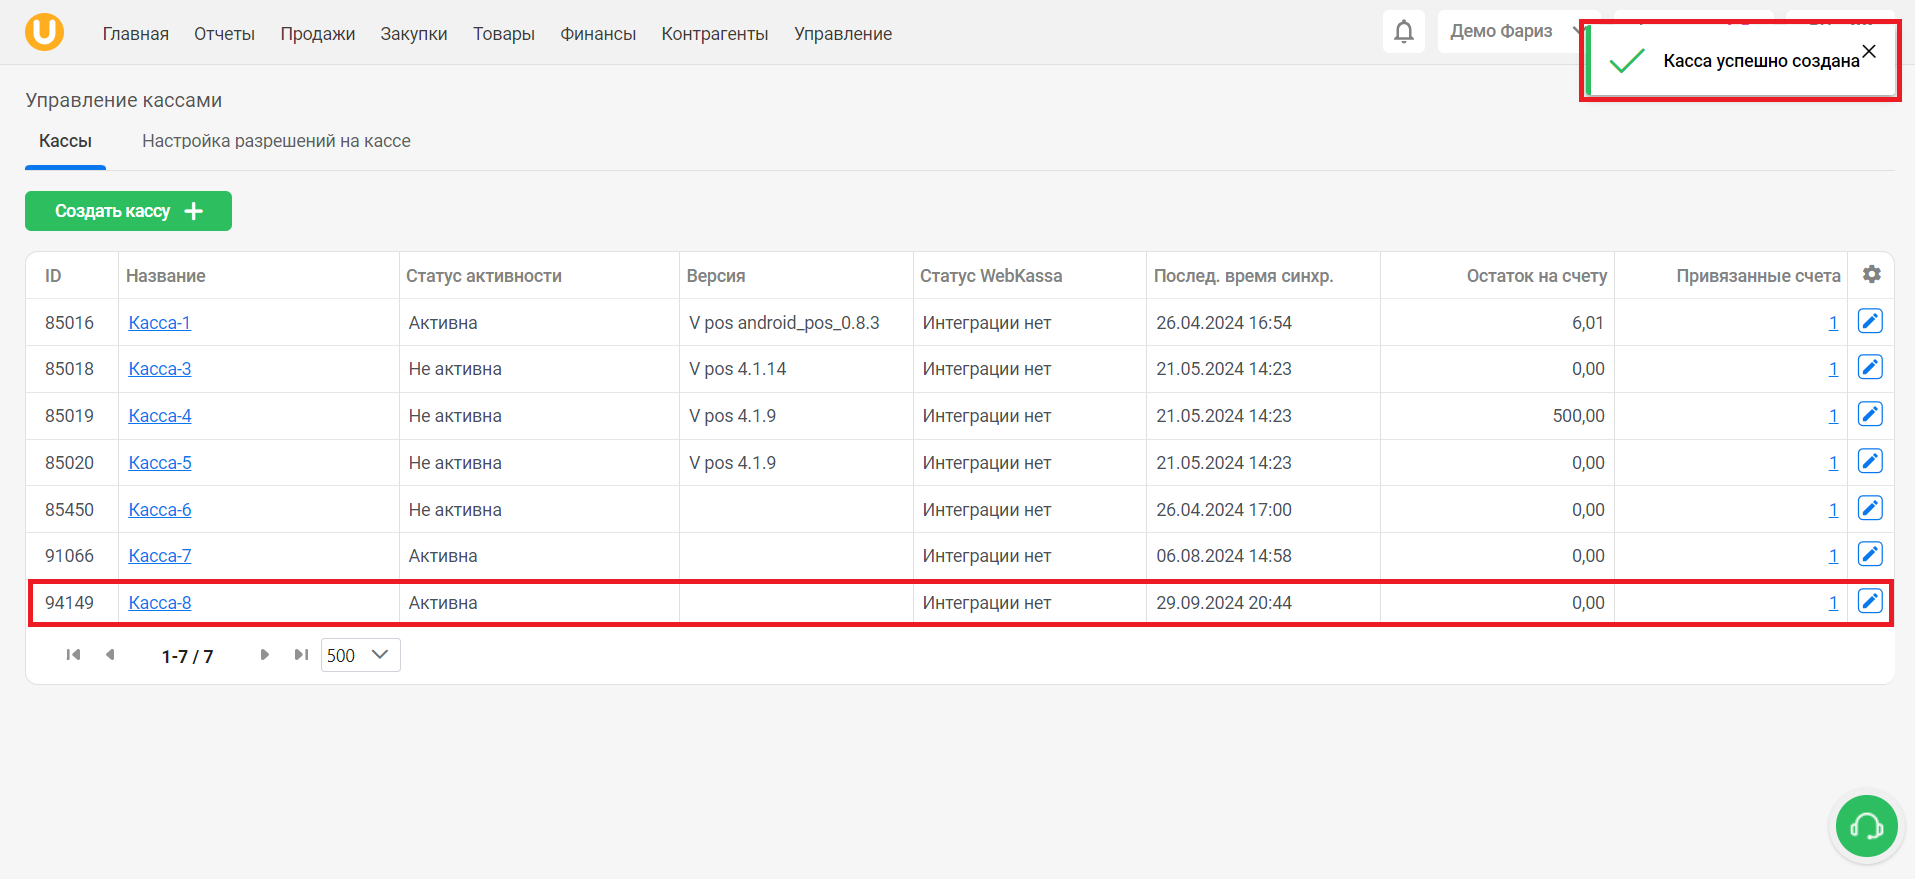 Главная Отчеты Продажи Закупки Товары Финансы Контрагенты Управление Демо Фариз
Касса успешно создана
Управление кассами
Кассы Настройка разрешений на кассе
Создать кассу
ID Название Статус активности Версия Статус WebKassa Послед. время синхр. Остаток на счету Привязанные счета
85016 Касса-1 Активна V pos android_pos_0.8.3 Интеграции нет 26.04.2024 16:54 6,01 1
85018 Касса-3 Не активна V pos 4.1.14 Интеграции нет 21.05.2024 14:23 0,00 1
85019 Касса-4 Не активна V pos 4.1.9 Интеграции нет 21.05.2024 14:23 500,00 1
85020 Касса-5 Не активна V pos 4.1.9 Интеграции нет 21.05.2024 14:23 0,00 1
85450 Касса-6 Не активна Интеграции нет 26.04.2024 17:00 0,00 1
91066 Касса-7 Активна Интеграции нет 06.08.2024 14:58 0,00 1
94149 Касса-8 Активна Интеграции нет 29.09.2024 20:44 0,00 1
1-7 / 7 500